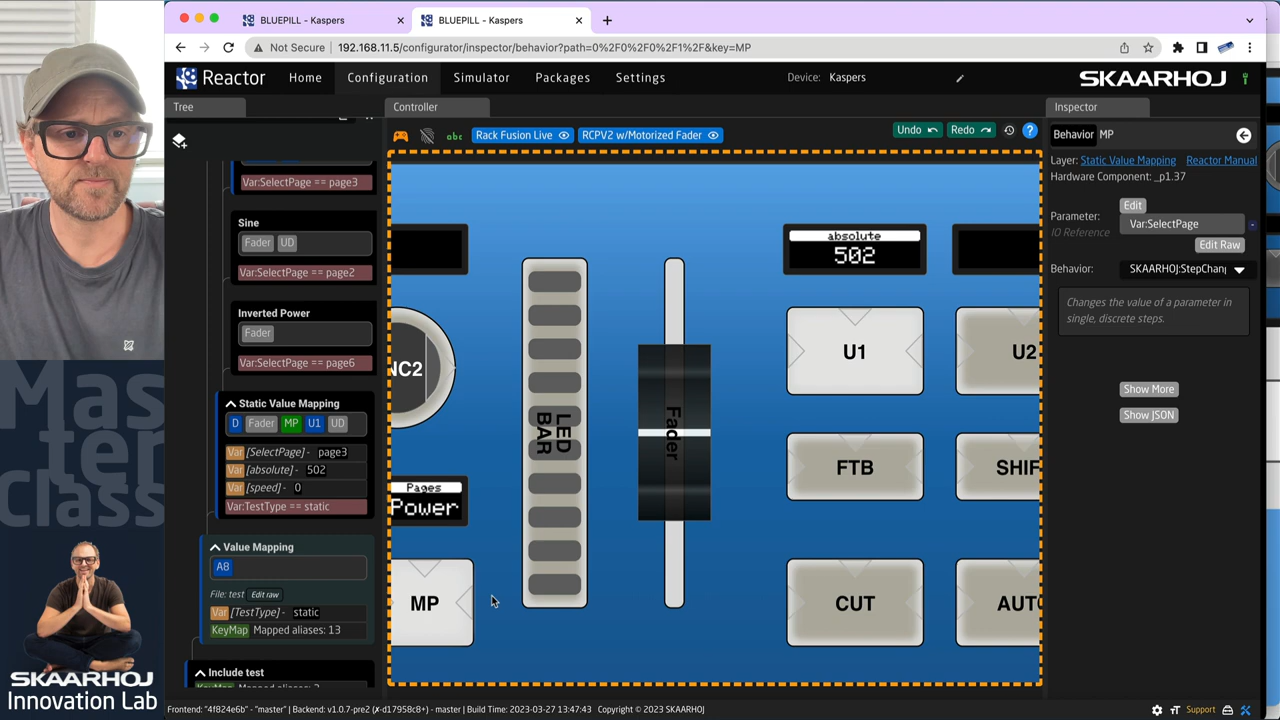 BLUEPILL - Kaspers
BLUEPILL - Kaspers
Not Secure 192.168.11.5/configurator/inspector/behavior?path=0%2F0%2F0%2F1%2F&key=MP
Reactor Home Configuration Simulator Packages Settings Device: Kaspers SKAARHOJ
Tree Controller Inspector
abc Rack Fusion Live RCPV2 w/Motorized Fader Undo Redo ?
Var:SelectPage == page3
Sine
Fader UD
Var:SelectPage == page2
Inverted Power
Fader
Var:SelectPage == page6
Static Value Mapping
D Fader MP U1 UD
Var [SelectPage] - page3
Var [absolute] - 502
Var [speed] - 0
Var:TestType == static
Value Mapping
A8
File: test Edit raw
Var [TestType] - static
KeyMap Mapped aliases: 13
Include test
absolute
502
NC2
LED BAR
Fader
U1
U2
FTB
SHIF
Pages
Power
MP
CUT
AUTO
Behavior MP
Layer: Static Value Mapping Reactor Manual
Hardware Component: _p1.37
Edit
Parameter: Var:SelectPage
IO Reference
Edit Raw
Behavior: SKAARHOJ:StepChan
Changes the value of a parameter in
single, discrete steps.
Show More
Show JSON
Master
Class
SKAARHOJ
Innovation Lab
Frontend: "4f824e6b" - "master" | Backend: v1.0.7-pre2 (X-d17958c8+) - master | Build Time: 2023-03-27 13:47:43 Copyright © 2023 SKAARHOJ
Support